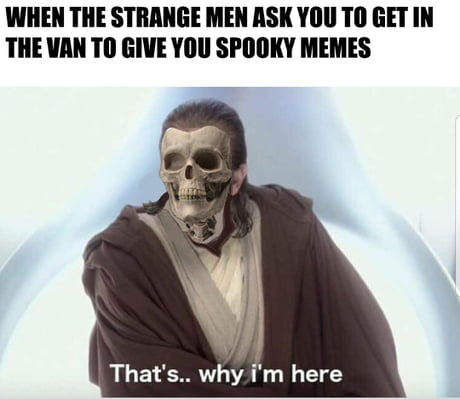 WHEN THE STRANGE MEN ASK YOU TO GET IN
THE VAN TO GIVE YOU SPOOKY MEMES
That's.. why i'm here